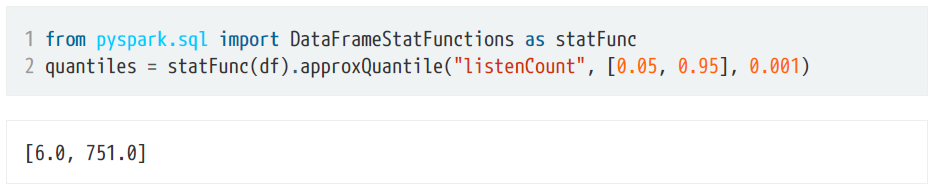 1 from pyspark.sql import DataFrameStatFunctions as statFunc
2 quantiles = statFunc(df).approxQuantile("listenCount", [0.05, 0.95], 0.001)
[6.0, 751.0]